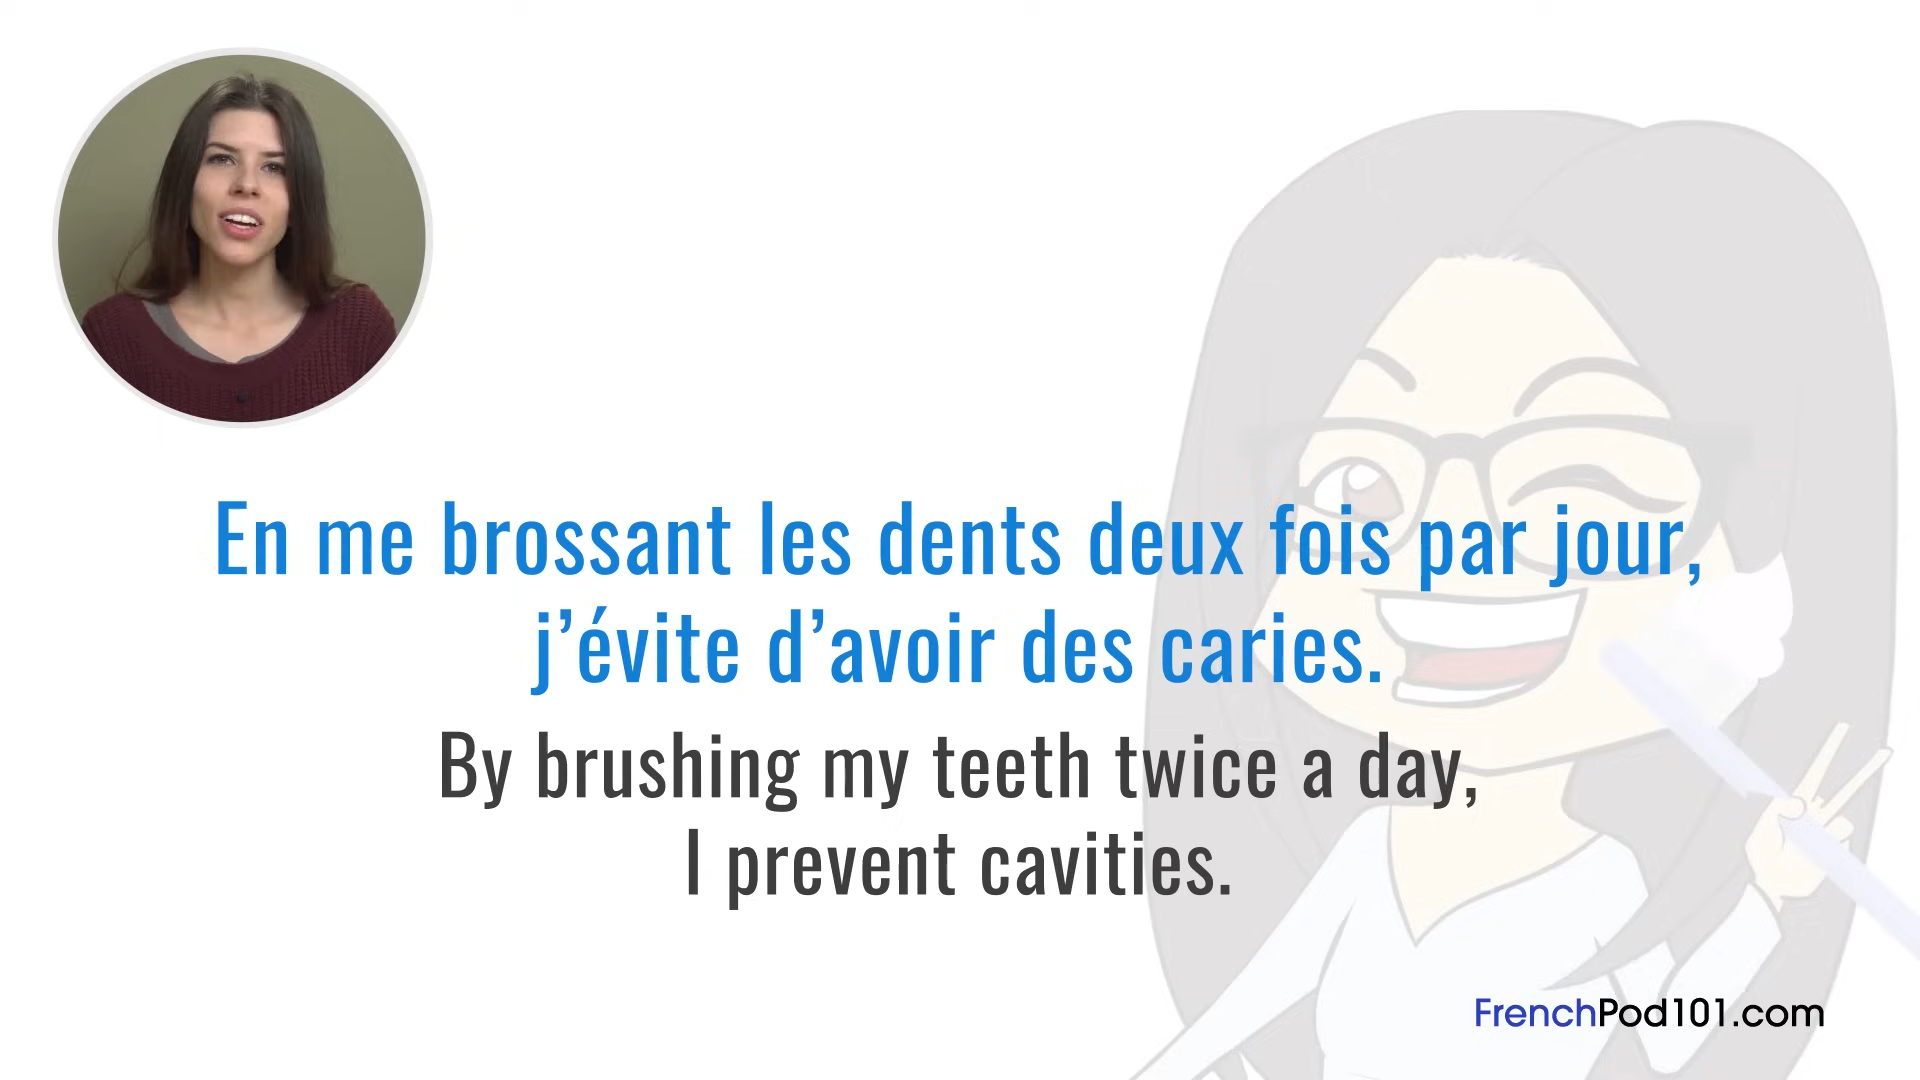 En me brossant les dents deux fois par jour,
j’évite d’avoir des caries.
By brushing my teeth twice a day,
I prevent cavities.
FrenchPod101.com